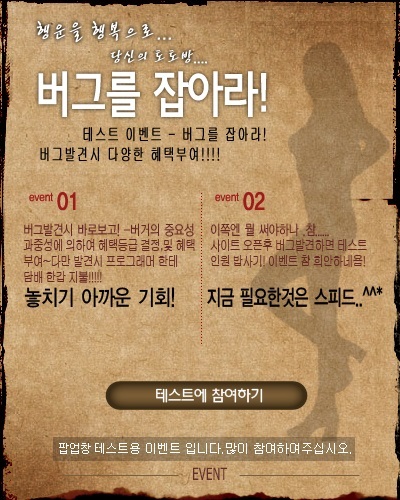 행운을 행복으로...
당신의 토토방....
버그를 잡아라!
테스트 이벤트 - 버그를 잡아라!
버그발견시 다양한 혜택부여!!!!
event 01
버그발견시 바로보고! -버거의 중요성
과중성에 의하여 혜택등급 결정,및 혜택
부여~다만 발견시 프로그래머 한테
담배 한갑 지불!!!!!
놓치기 아까운 기회!
event 02
이쪽엔 뭘 써야하나..참.....
사이트 오픈후 버그발견하면 테스트
인원 밥사기! 이벤트 참 희안하네욤!
지금 필요한것은 스피드..^^*
테스트에 참여하기
팝업창 테스트용 이벤트 입니다.많이 참여하여주십시오.
EVENT